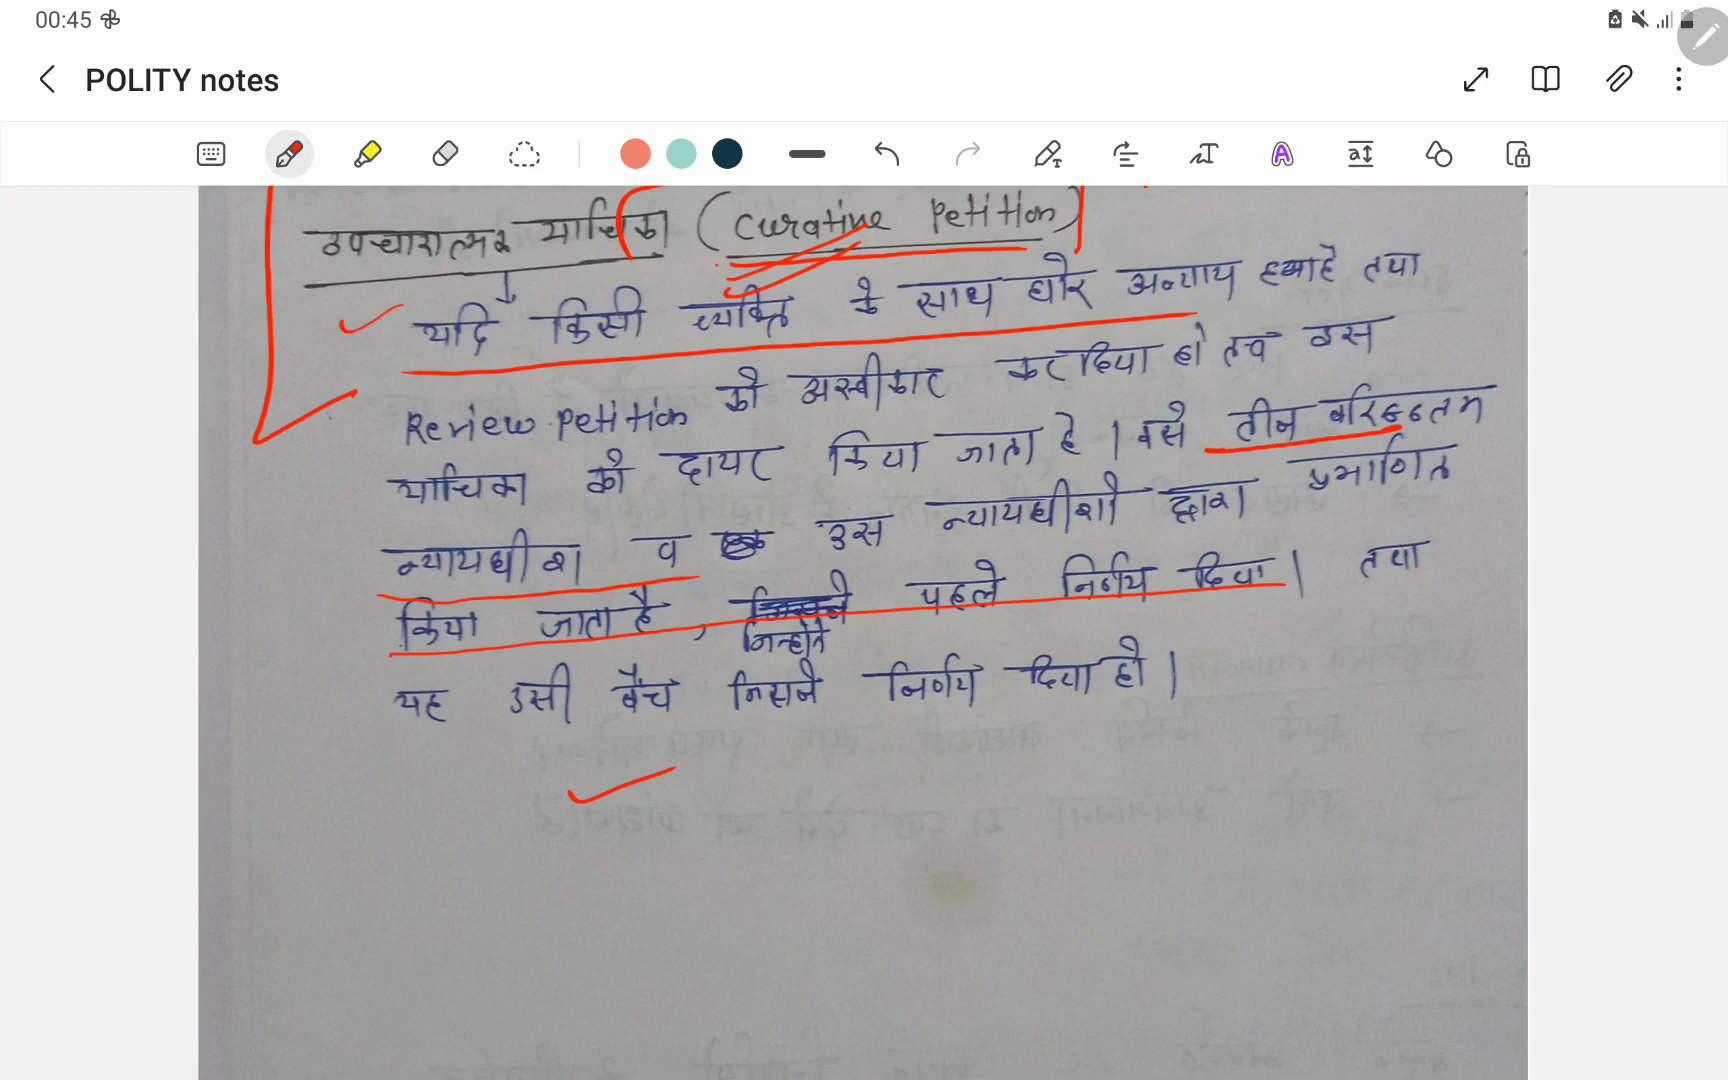 00:45
POLITY notes
उपचारात्मक याचिका (Curative Petition)
यदि किसी व्यक्ति के साथ घोर अन्याय हुआ है तथा
Review Petition को अस्वीकार कर दिया हो तब इस
याचिका को दायर किया जाता है। इसे तीन वरिष्ठतम
न्यायधीश व उस न्यायधीशो द्वारा प्रमाणित
किया जाता है, जिन्होने पहले निर्णय दिया। तथा
यह उसी बैंच जिसने निर्णय दिया हो।